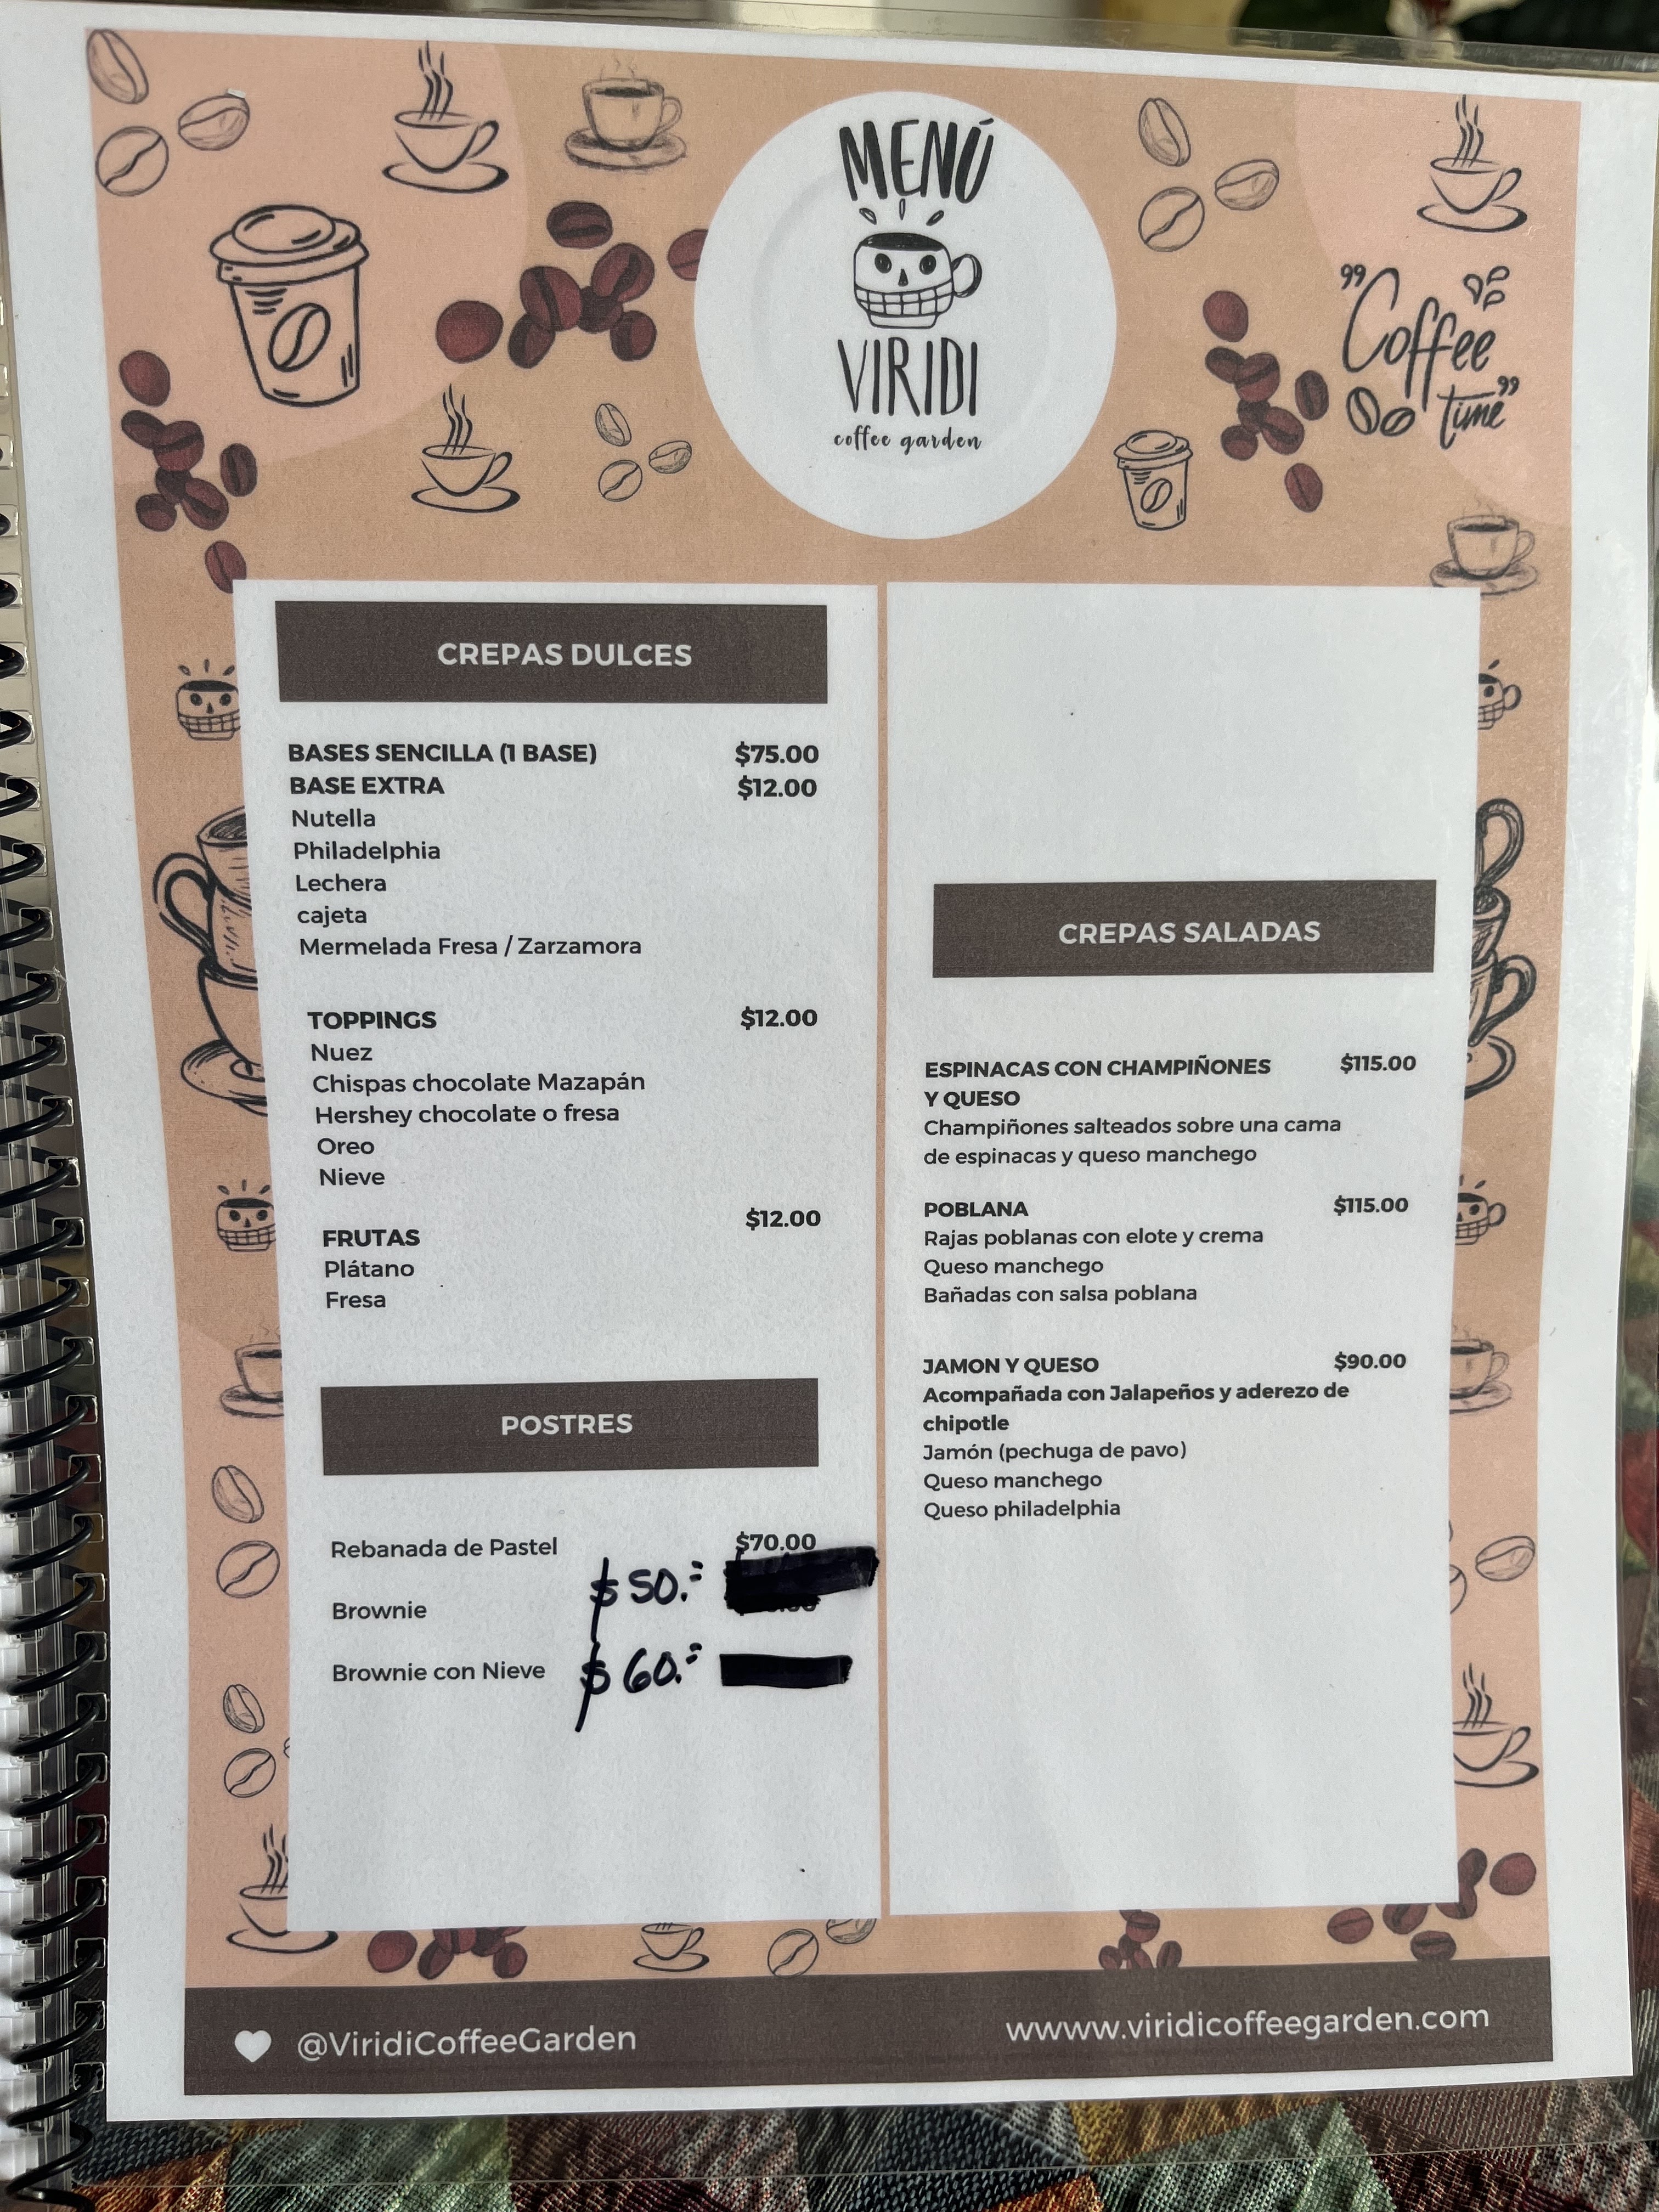 MENÚ
VIRIDI
coffee garden
"Coffee
time"
CREPAS DULCES
BASES SENCILLA (1 BASE) $75.00
BASE EXTRA $12.00
Nutella
Philadelphia
Lechera
cajeta
Mermelada Fresa / Zarzamora
TOPPINGS $12.00
Nuez
Chispas chocolate Mazapán
Hershey chocolate o fresa
Oreo
Nieve
FRUTAS $12.00
Plátano
Fresa
POSTRES
Rebanada de Pastel $70.00
Brownie $50.=
Brownie con Nieve $60.=
CREPAS SALADAS
ESPINACAS CON CHAMPIÑONES $115.00
Y QUESO
Champiñones salteados sobre una cama
de espinacas y queso manchego
POBLANA $115.00
Rajas poblanas con elote y crema
Queso manchego
Bañadas con salsa poblana
JAMON Y QUESO $90.00
Acompañada con Jalapeños y aderezo de
chipotle
Jamón (pechuga de pavo)
Queso manchego
Queso philadelphia
@ViridiCoffeeGarden
wwww.viridicoffeegarden.com